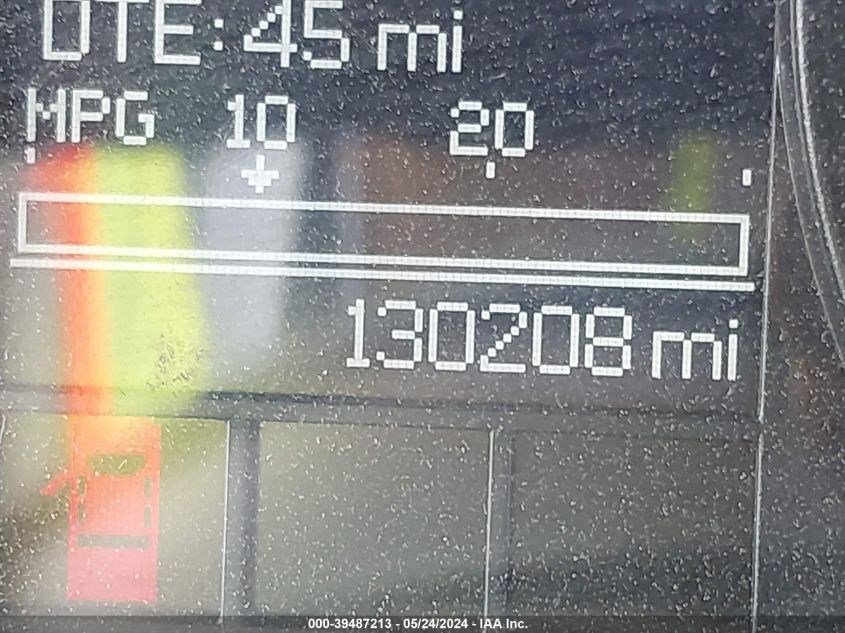 DTE: 45 mi
MPG 10 20
130208 mi
000-39487213 - 05/24/2024 - IAA Inc.